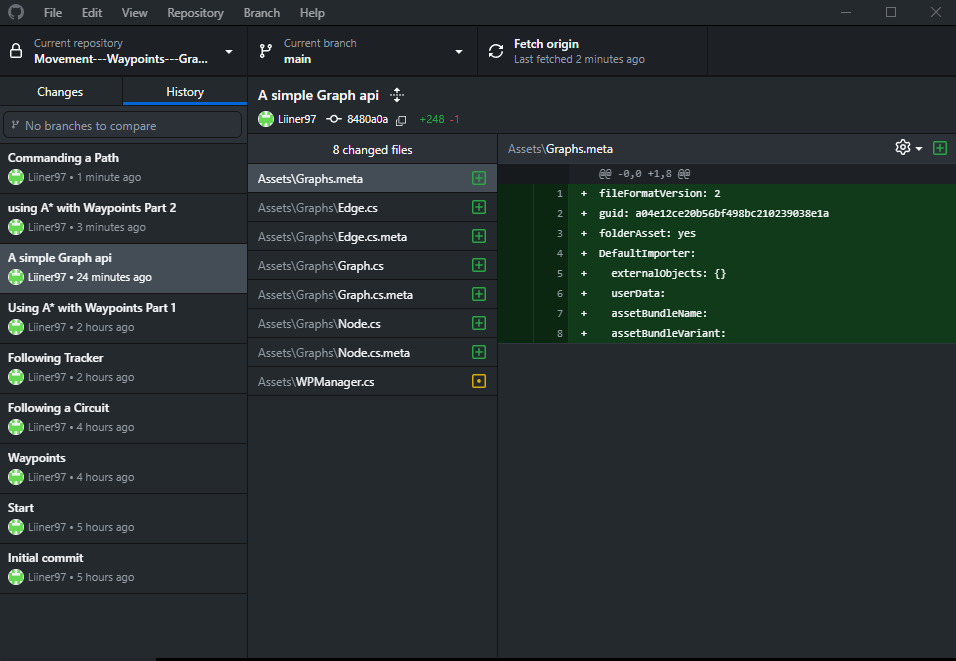 File Edit View Repository Branch Help
Current repository
Movement---Waypoints---Gra...
Current branch
main
Fetch origin
Last fetched 2 minutes ago
Changes History
No branches to compare
Commanding a Path
Liiner97 • 1 minute ago
using A* with Waypoints Part 2
Liiner97 • 3 minutes ago
A simple Graph api
Liiner97 • 24 minutes ago
Using A* with Waypoints Part 1
Liiner97 • 2 hours ago
Following Tracker
Liiner97 • 2 hours ago
Following a Circuit
Liiner97 • 4 hours ago
Waypoints
Liiner97 • 4 hours ago
Start
Liiner97 • 5 hours ago
Initial commit
Liiner97 • 5 hours ago
A simple Graph api
Liiner97 8480a0a +248 -1
8 changed files
Assets\Graphs.meta
Assets\Graphs\Edge.cs
Assets\Graphs\Edge.cs.meta
Assets\Graphs\Graph.cs
Assets\Graphs\Graph.cs.meta
Assets\Graphs\Node.cs
Assets\Graphs\Node.cs.meta
Assets\WPManager.cs
Assets\Graphs.meta
@@ -0,0 +1,8 @@
1 + fileFormatVersion: 2
2 + guid: a04e12ce20b56bf498bc210239038e1a
3 + folderAsset: yes
4 + DefaultImporter:
5 + externalObjects: {}
6 + userData:
7 + assetBundleName:
8 + assetBundleVariant: